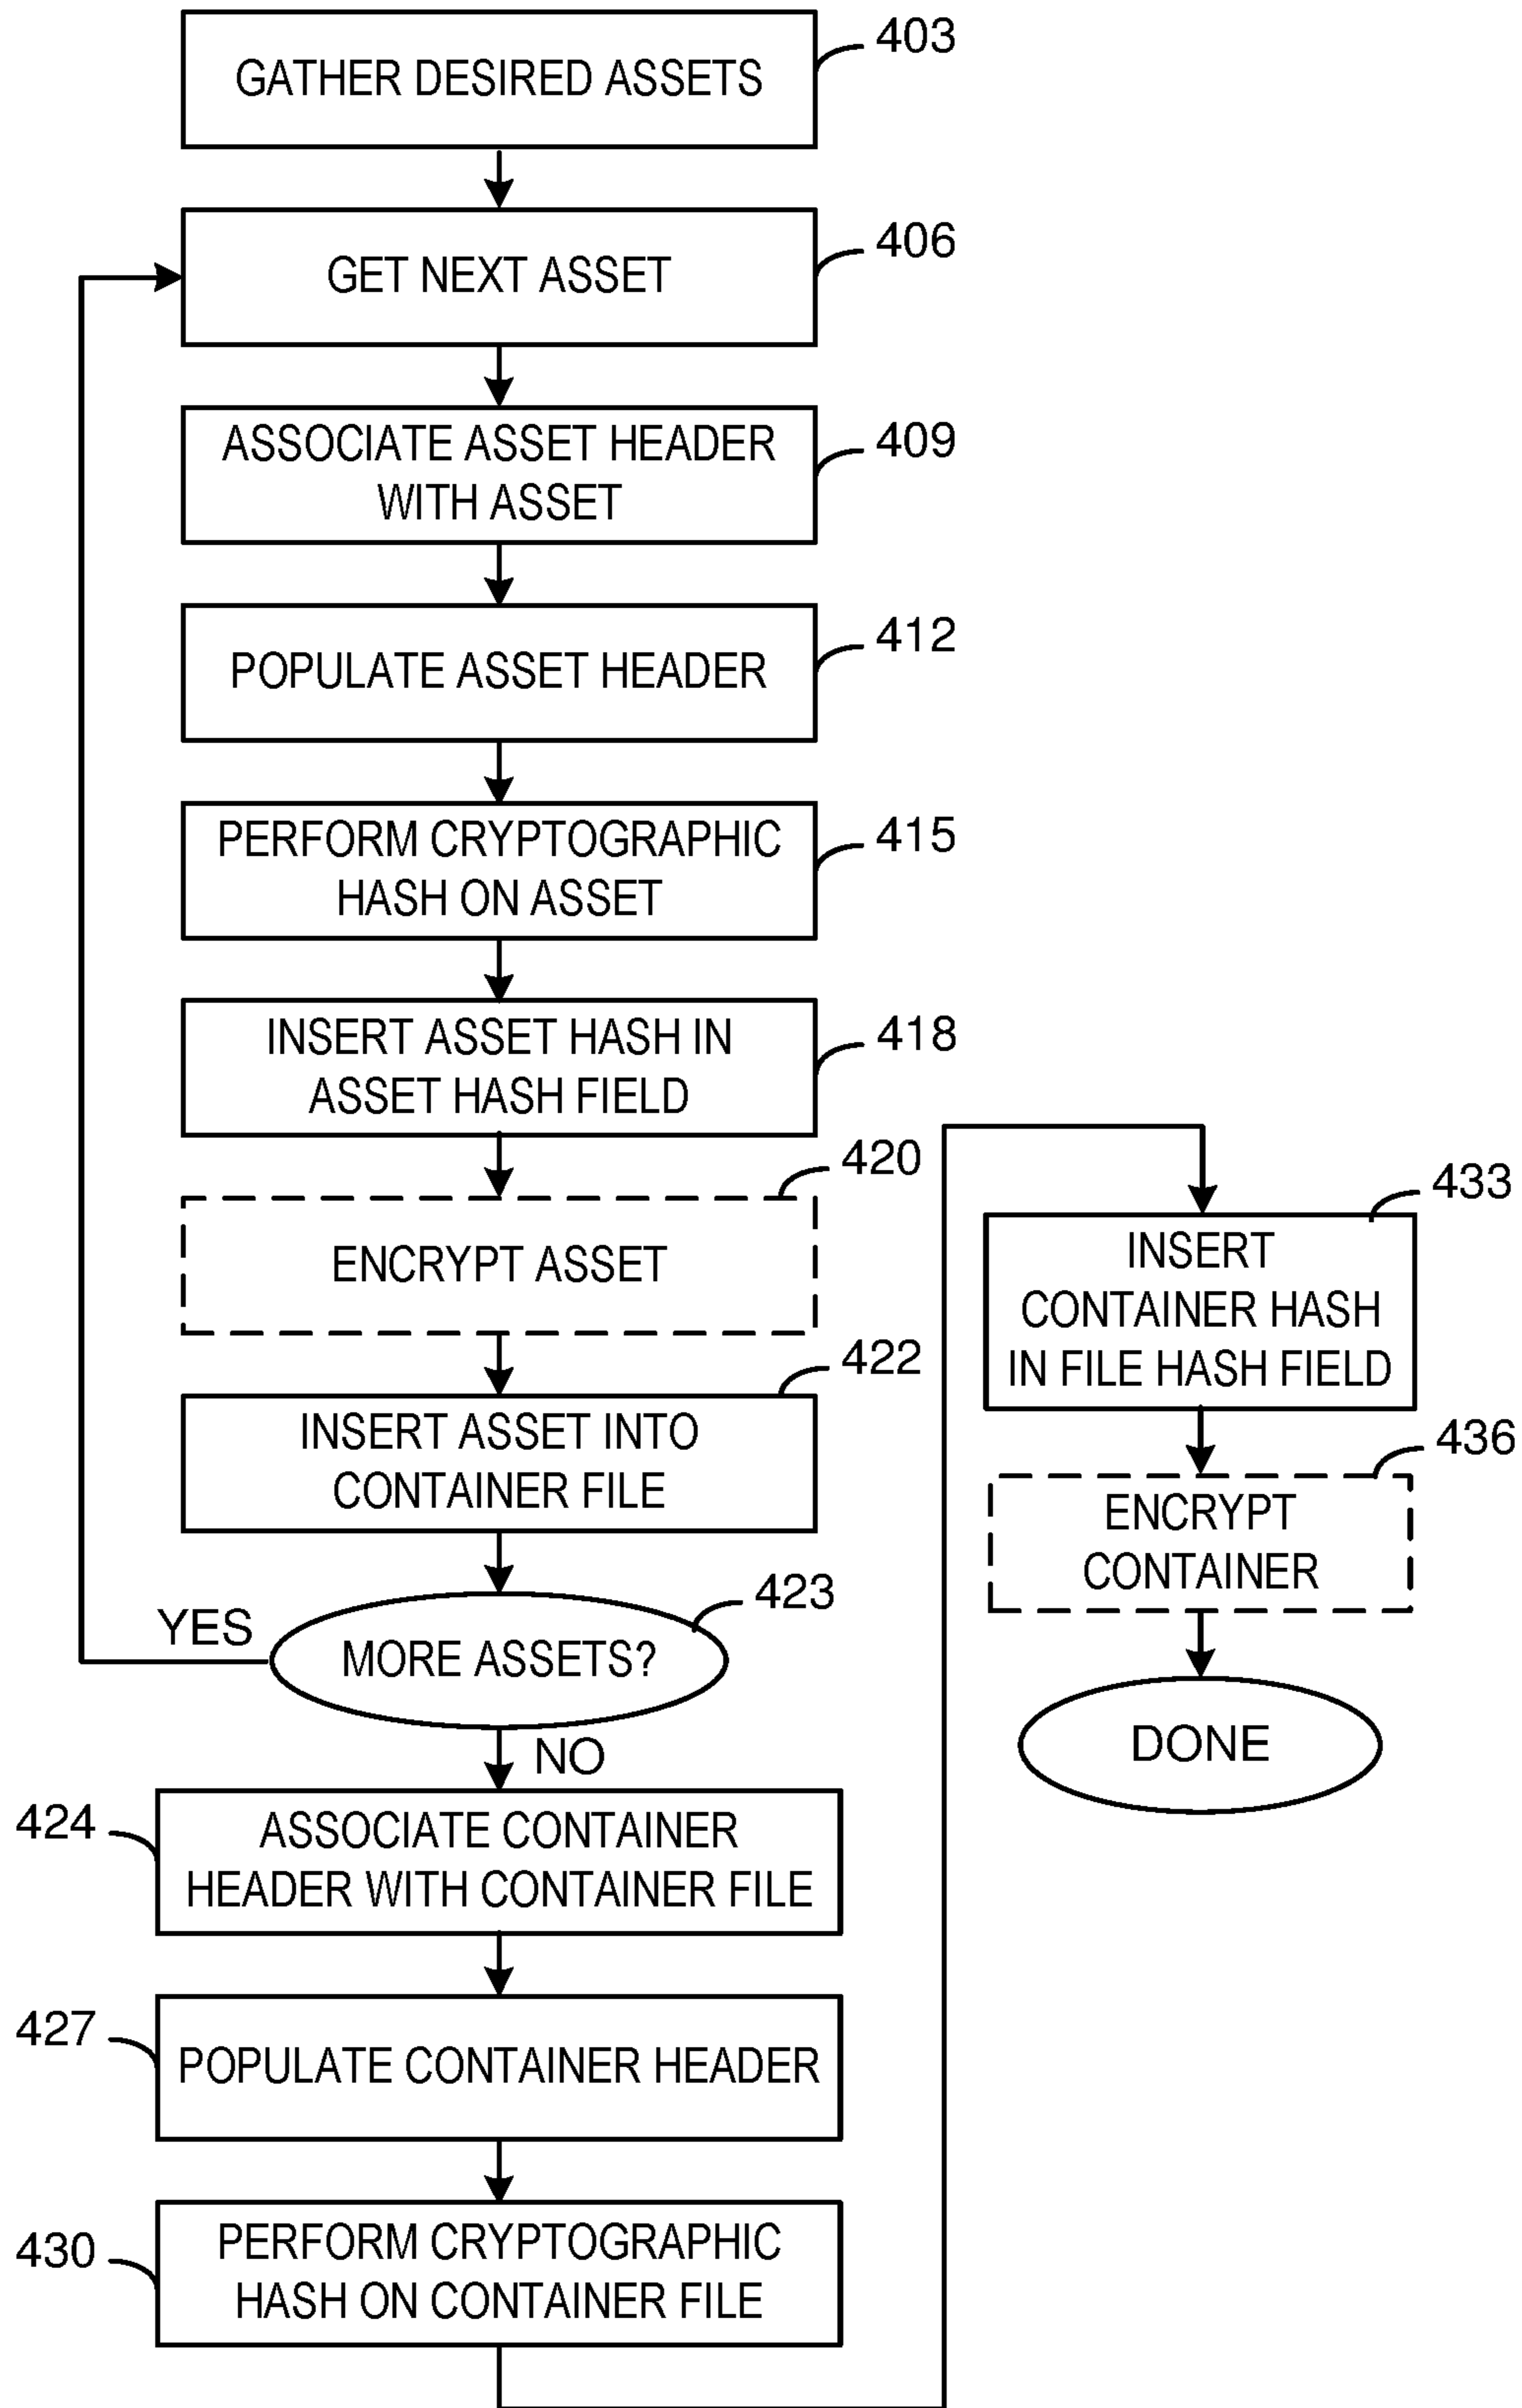 GATHER DESIRED ASSETS
403
GET NEXT ASSET
406
ASSOCIATE ASSET HEADER
WITH ASSET
409
POPULATE ASSET HEADER
412
PERFORM CRYPTOGRAPHIC
HASH ON ASSET
415
INSERT ASSET HASH IN
ASSET HASH FIELD
418
420
ENCRYPT ASSET
422
INSERT ASSET INTO
CONTAINER FILE
423
YES
MORE ASSETS?
NO
424
ASSOCIATE CONTAINER
HEADER WITH CONTAINER FILE
427
POPULATE CONTAINER HEADER
430
PERFORM CRYPTOGRAPHIC
HASH ON CONTAINER FILE
433
INSERT
CONTAINER HASH
IN FILE HASH FIELD
436
ENCRYPT
CONTAINER
DONE